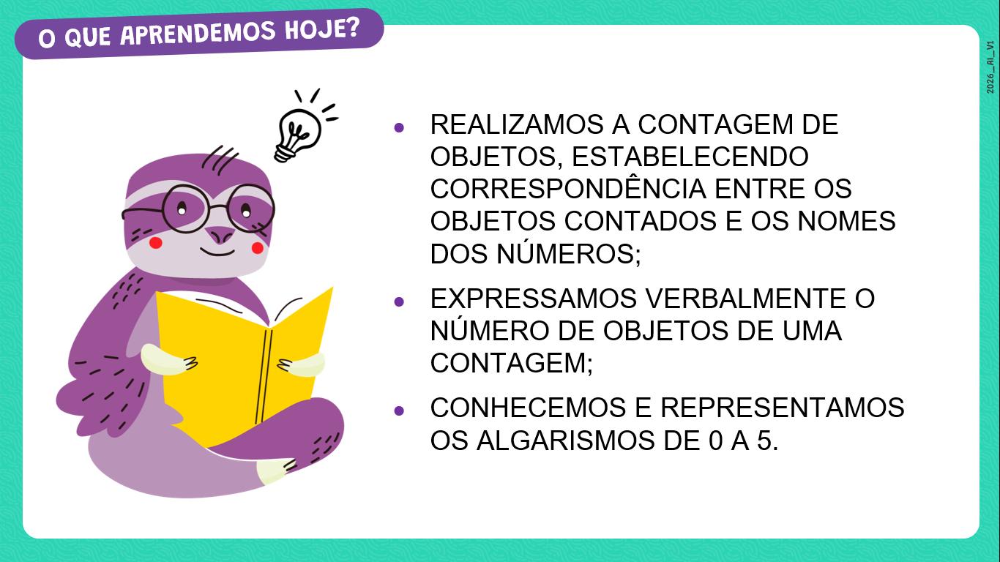 O QUE APRENDEMOS HOJE?
2026_AI_V1
• REALIZAMOS A CONTAGEM DE
OBJETOS, ESTABELECENDO
CORRESPONDÊNCIA ENTRE OS
OBJETOS CONTADOS E OS NOMES
DOS NÚMEROS;
• EXPRESSAMOS VERBALMENTE O
NÚMERO DE OBJETOS DE UMA
CONTAGEM;
• CONHECEMOS E REPRESENTAMOS
OS ALGARISMOS DE 0 A 5.